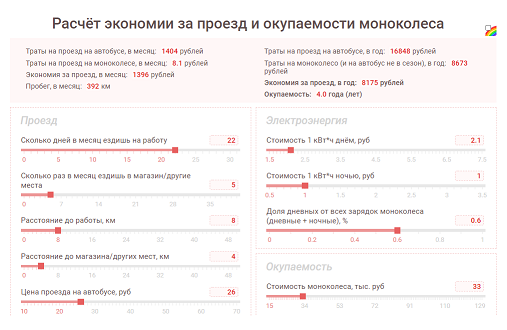 Расчёт экономии за проезд и окупаемости моноколеса
Траты на проезд на автобусе, в месяц: 1404 рублей
Траты на проезд на моноколесе, в месяц: 8.1 рублей
Экономия за проезд, в месяц: 1396 рублей
Пробег, в месяц: 392 км
Траты на проезд на автобусе, в год: 16848 рублей
Траты на моноколесо (и на автобус не в сезон), в год: 8673
рублей
Экономия за проезд, в год: 8175 рублей
Окупаемость: 4.0 года (лет)
Проезд
Сколько дней в месяц ездишь на работу 22
0 5 10 15 20 25 30
Сколько раз в месяц ездишь в магазин/другие
места 5
0 7 14 21 28 35
Расстояние до работы, км 8
0 8 16 24 32 40 48
Расстояние до магазина/других мест, км 4
0 8 16 24 32 40 48
Цена проезда на автобусе, руб 26
10 20 30 40 50 60 70
Электроэнергия
Стоимость 1 кВт*ч днём, руб 2.1
1.5 2.5 3.5 4.5 5.5 6.5 7.5
Стоимость 1 кВт*ч ночью, руб 1
0.5 1 1.5 2 2.5 3 3.5
Доля дневных от всех зарядок моноколеса
(дневные + ночные), % 0.6
0 0.2 0.4 0.6 0.8 1
Окупаемость
Стоимость моноколеса, тыс. руб 33
15 34 53 72 91 110 129